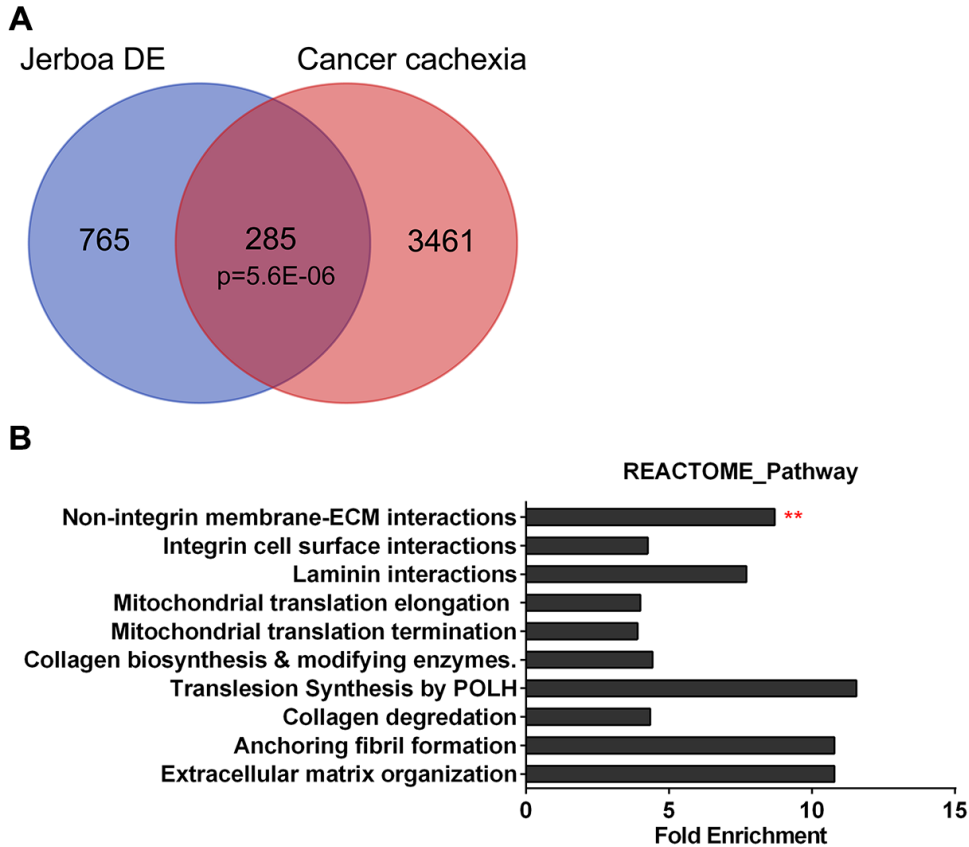 A
Jerboa DE
Cancer cachexia
765
285
3461
p=5.6E-06
B
REACTOME_Pathway
Non-integrin membrane-ECM interactions
**
Integrin cell surface interactions
Laminin interactions
Mitochondrial translation elongation
Mitochondrial translation termination
Collagen biosynthesis & modifying enzymes.
Translesion Synthesis by POLH
Collagen degredation
Anchoring fibril formation
Extracellular matrix organization
0 5 10 15
Fold Enrichment